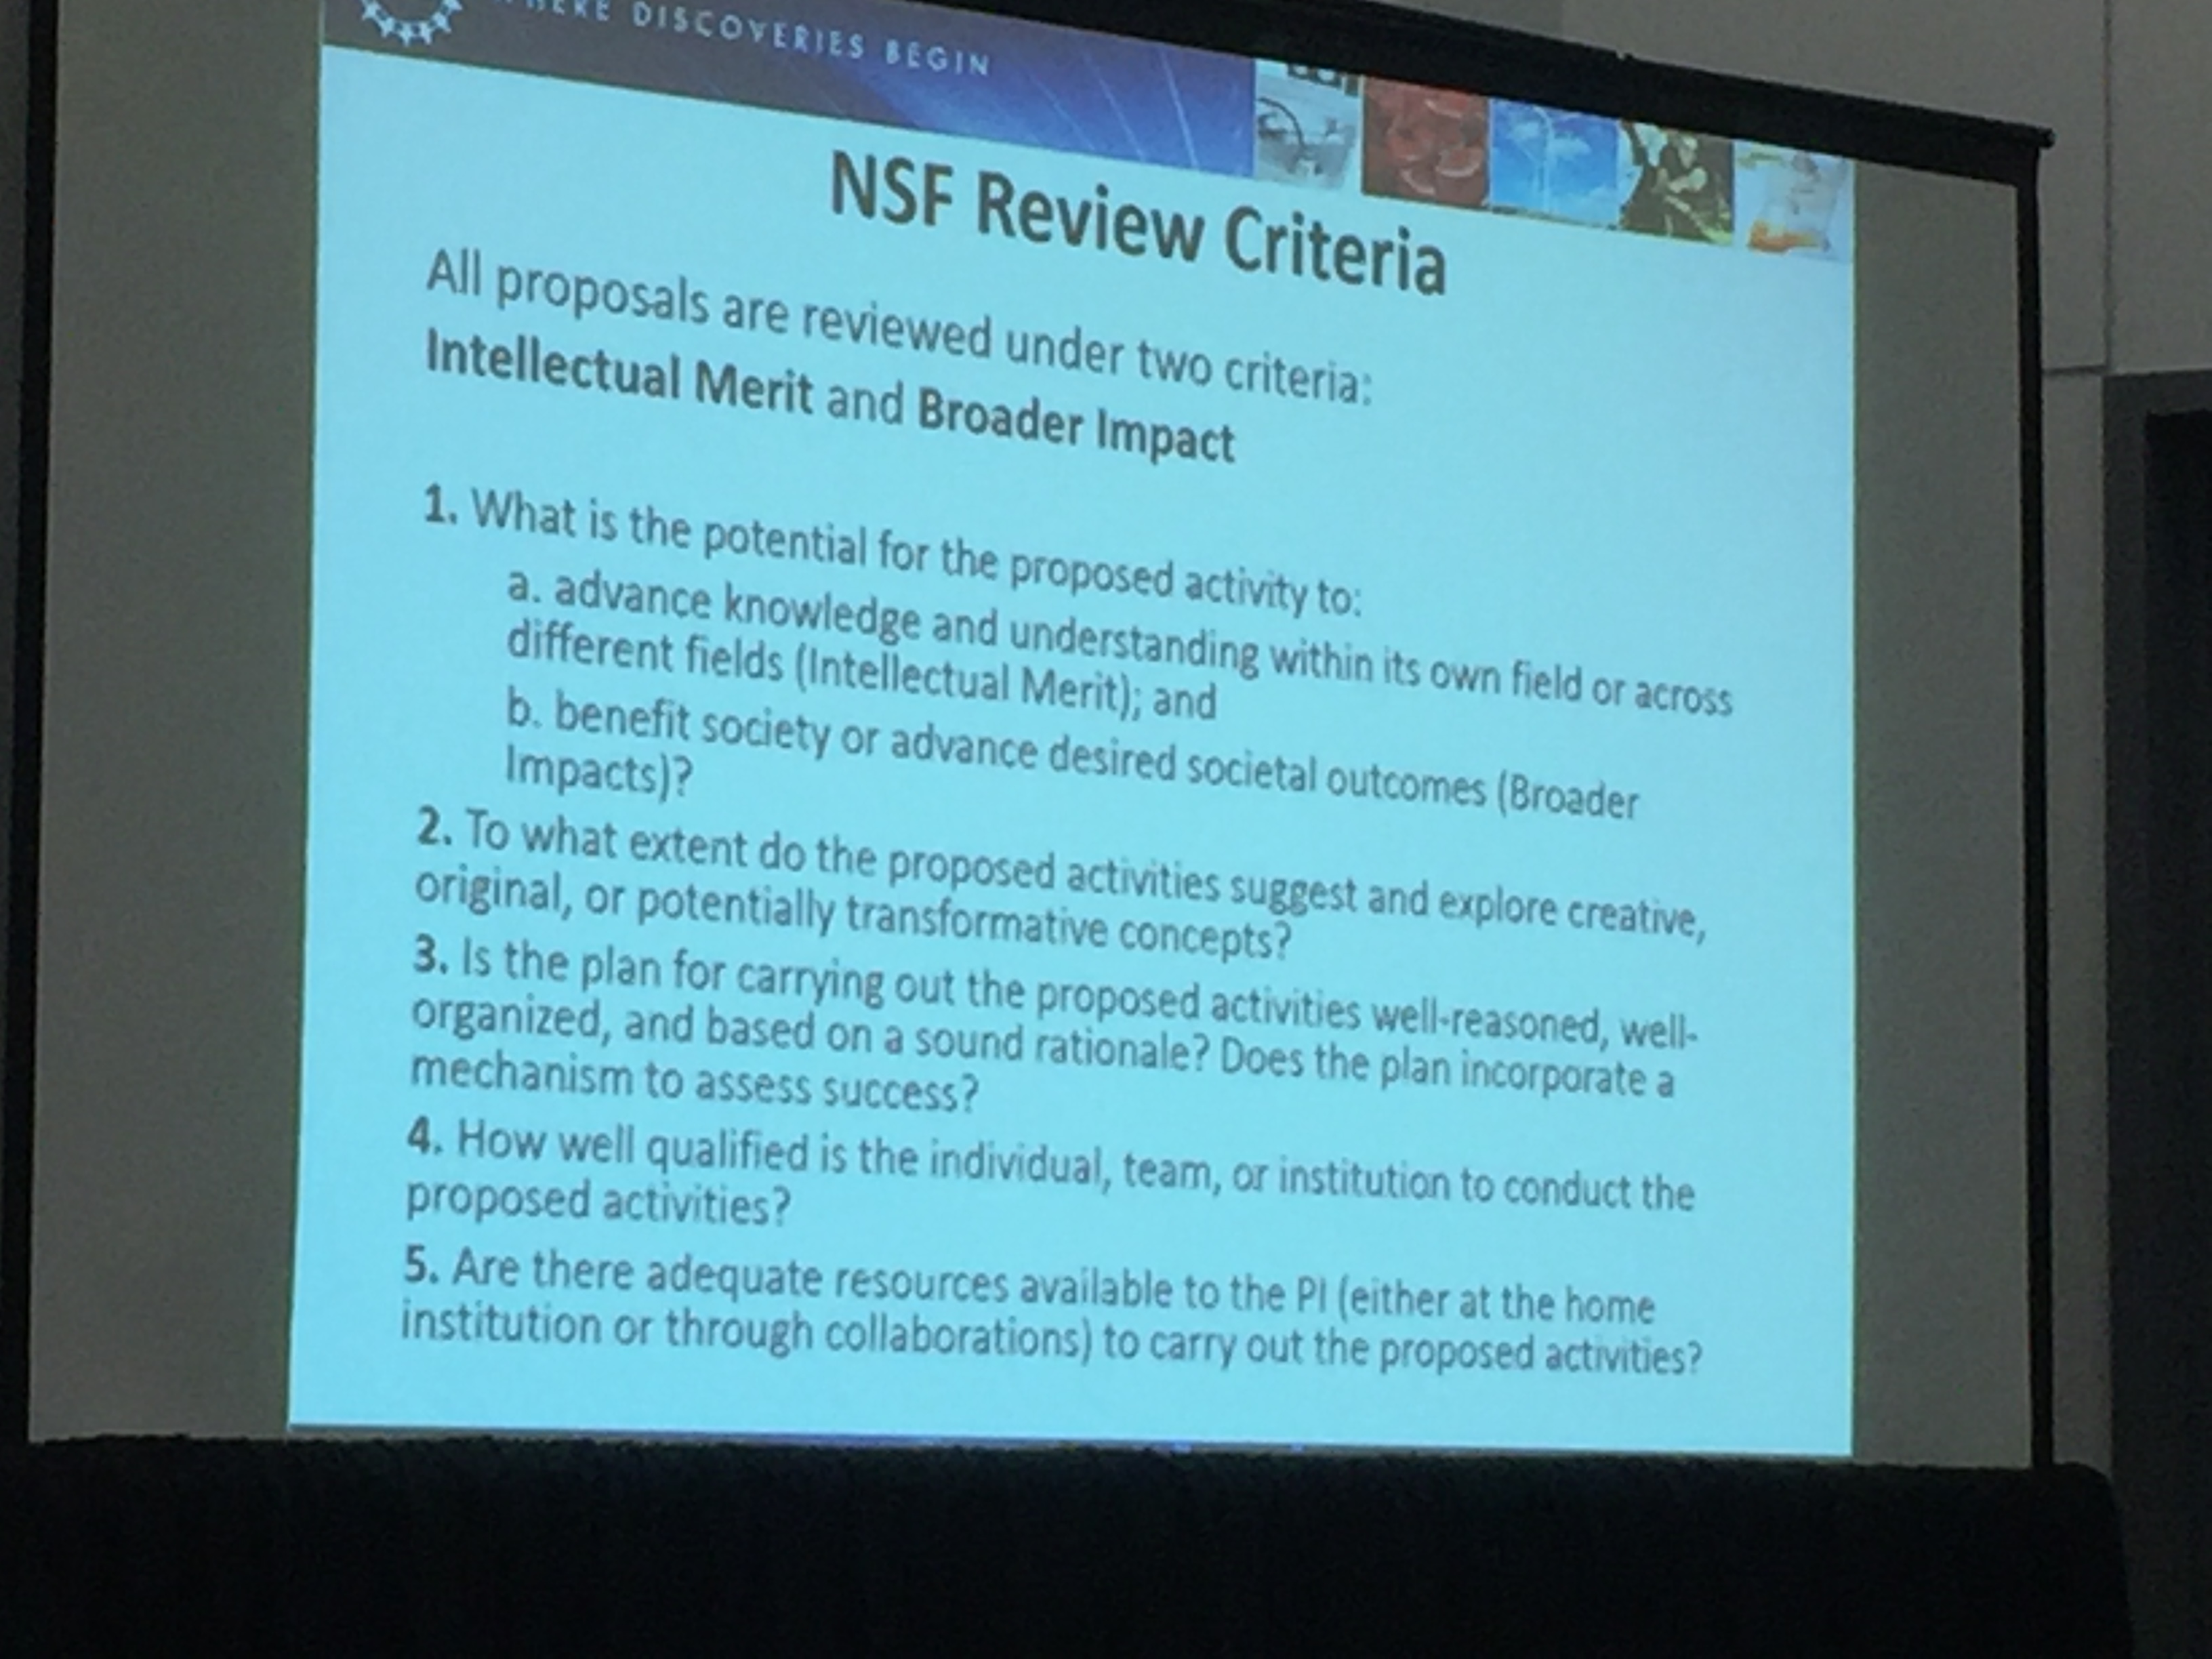 DISCOVERIES BEGIN
NSF Review Criteria
All proposals are reviewed under two criteria:
Intellectual Merit and Broader Impact
1. What is the potential for the proposed activity to:
a. advance knowledge and understanding within its own field or across
different fields (Intellectual Merit); and
b. benefit society or advance desired societal outcomes (Broader
Impacts)?
2. To what extent do the proposed activities suggest and explore creative,
original, or potentially transformative concepts?
3. Is the plan for carrying out the proposed activities well-reasoned, well-
organized, and based on a sound rationale? Does the plan incorporate a
mechanism to assess success?
4. How well qualified is the individual, team, or institution to conduct the
proposed activities?
5. Are there adequate resources available to the PI (either at the home
institution or through collaborations) to carry out the proposed activities?